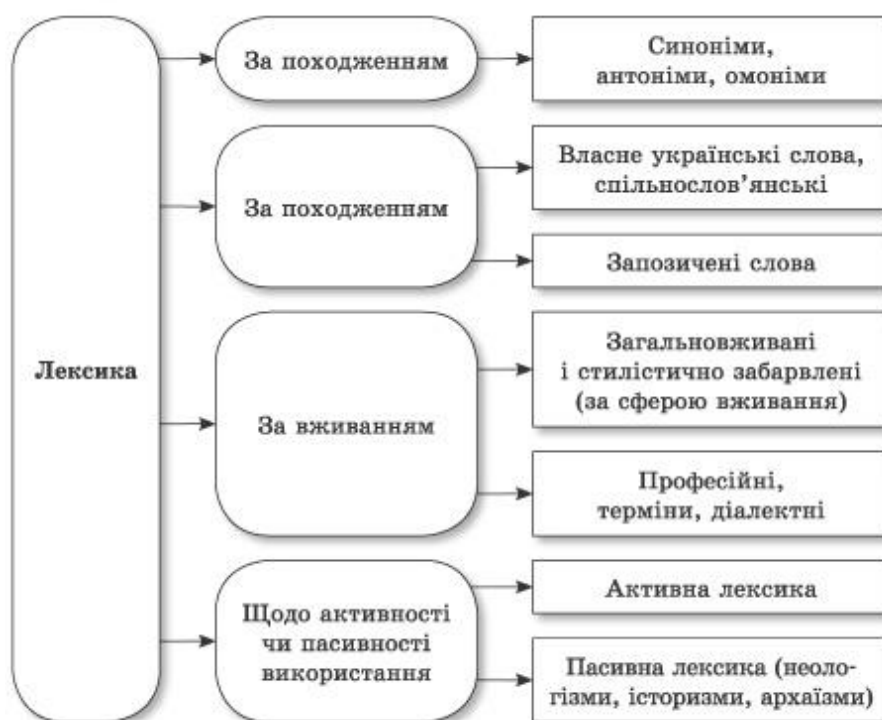 Лексика
За походженням
Синоніми,
антоніми, омоніми
За походженням
Власне українські слова,
спільнослов’янські
Запозичені слова
За вживанням
Загальновживані
і стилістично забарвлені
(за сферою вживання)
Професійні,
терміни, діалектні
Щодо активності
чи пасивності
використання
Активна лексика
Пасивна лексика (неоло-
гізми, історизми, архаїзми)